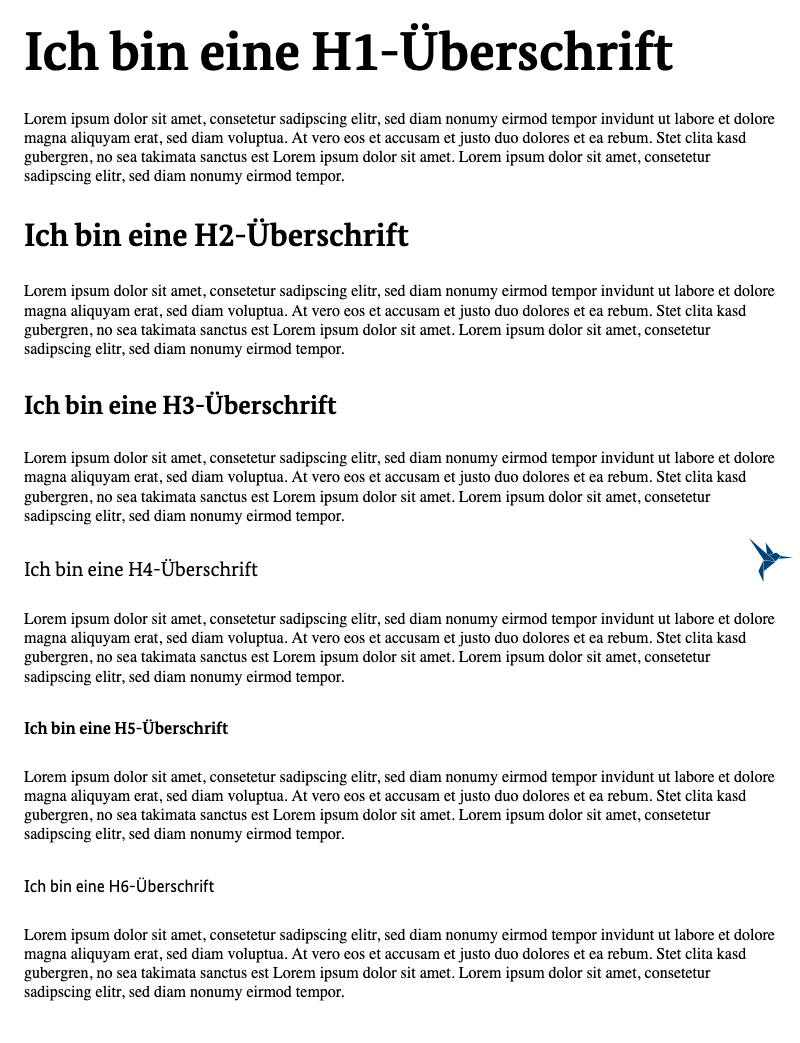 Ich bin eine H1-Überschrift
Lorem ipsum dolor sit amet, consetetur sadipscing elitr, sed diam nonumy eirmod tempor invidunt ut labore et dolore
magna aliquyam erat, sed diam voluptua. At vero eos et accusam et justo duo dolores et ea rebum. Stet clita kasd
gubergren, no sea takimata sanctus est Lorem ipsum dolor sit amet. Lorem ipsum dolor sit amet, consetetur
sadipscing elitr, sed diam nonumy eirmod tempor.
Ich bin eine H2-Überschrift
Lorem ipsum dolor sit amet, consetetur sadipscing elitr, sed diam nonumy eirmod tempor invidunt ut labore et dolore
magna aliquyam erat, sed diam voluptua. At vero eos et accusam et justo duo dolores et ea rebum. Stet clita kasd
gubergren, no sea takimata sanctus est Lorem ipsum dolor sit amet. Lorem ipsum dolor sit amet, consetetur
sadipscing elitr, sed diam nonumy eirmod tempor.
Ich bin eine H3-Überschrift
Lorem ipsum dolor sit amet, consetetur sadipscing elitr, sed diam nonumy eirmod tempor invidunt ut labore et dolore
magna aliquyam erat, sed diam voluptua. At vero eos et accusam et justo duo dolores et ea rebum. Stet clita kasd
gubergren, no sea takimata sanctus est Lorem ipsum dolor sit amet. Lorem ipsum dolor sit amet, consetetur
sadipscing elitr, sed diam nonumy eirmod tempor.
Ich bin eine H4-Überschrift
Lorem ipsum dolor sit amet, consetetur sadipscing elitr, sed diam nonumy eirmod tempor invidunt ut labore et dolore
magna aliquyam erat, sed diam voluptua. At vero eos et accusam et justo duo dolores et ea rebum. Stet clita kasd
gubergren, no sea takimata sanctus est Lorem ipsum dolor sit amet. Lorem ipsum dolor sit amet, consetetur
sadipscing elitr, sed diam nonumy eirmod tempor.
Ich bin eine H5-Überschrift
Lorem ipsum dolor sit amet, consetetur sadipscing elitr, sed diam nonumy eirmod tempor invidunt ut labore et dolore
magna aliquyam erat, sed diam voluptua. At vero eos et accusam et justo duo dolores et ea rebum. Stet clita kasd
gubergren, no sea takimata sanctus est Lorem ipsum dolor sit amet. Lorem ipsum dolor sit amet, consetetur
sadipscing elitr, sed diam nonumy eirmod tempor.
Ich bin eine H6-Überschrift
Lorem ipsum dolor sit amet, consetetur sadipscing elitr, sed diam nonumy eirmod tempor invidunt ut labore et dolore
magna aliquyam erat, sed diam voluptua. At vero eos et accusam et justo duo dolores et ea rebum. Stet clita kasd
gubergren, no sea takimata sanctus est Lorem ipsum dolor sit amet. Lorem ipsum dolor sit amet, consetetur
sadipscing elitr, sed diam nonumy eirmod tempor.